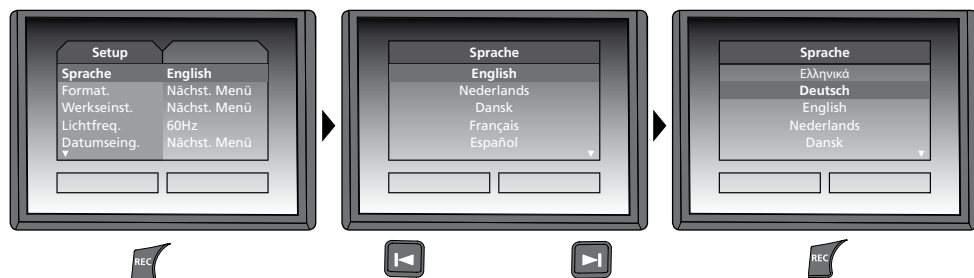 Setup
Sprache English
Format. Nächst. Menü
Werkseinst. Nächst. Menü
Lichtfreq. 60Hz
Datumseing. Nächst. Menü
REC
Sprache
English
Nederlands
Dansk
Français
Español
Sprache
Ελληνικά
Deutsch
English
Nederlands
Dansk
REC